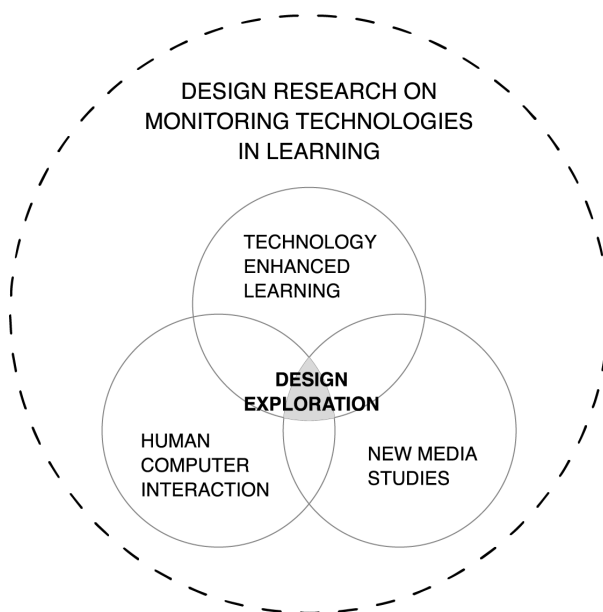 DESIGN RESEARCH ON
MONITORING TECHNOLOGIES
IN LEARNING
TECHNOLOGY
ENHANCED
LEARNING
DESIGN
EXPLORATION
HUMAN
COMPUTER
INTERACTION
NEW MEDIA
STUDIES